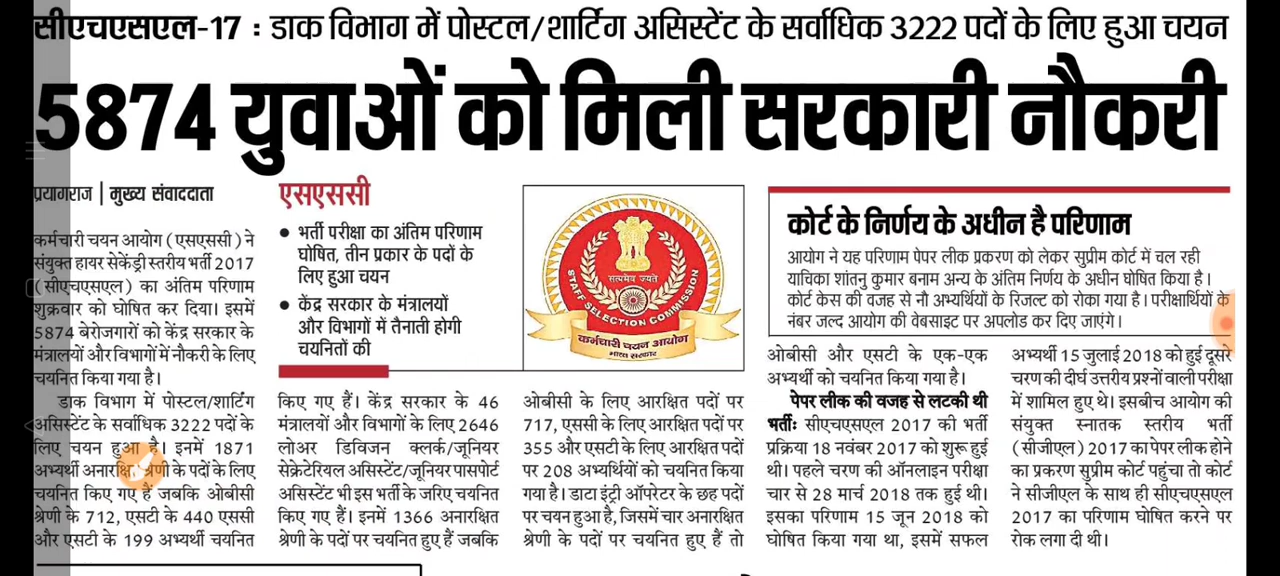 सीएचएसएल-17 : डाक विभाग में पोस्टल/शार्टिंग असिस्टेंट के सर्वाधिक 3222 पदों के लिए हुआ चयन
5874 युवाओं को मिली सरकारी नौकरी
प्रयागराज | मुख्य संवाददाता
कर्मचारी चयन आयोग (एसएससी) ने
संयुक्त हायर सेकेंड्री स्तरीय भर्ती 2017
(सीएचएसएल) का अंतिम परिणाम
शुक्रवार को घोषित कर दिया। इसमें
5874 बेरोजगारों को केंद्र सरकार के
मंत्रालयों और विभागों में नौकरी के लिए
चयनित किया गया है।
डाक विभाग में पोस्टल/शार्टिंग
असिस्टेंट के सर्वाधिक 3222 पदों के
लिए चयन हुआ है। इनमें 1871
अभ्यर्थी अनारक्षित श्रेणी के पदों के लिए
चयनित किए गए हैं जबकि ओबीसी
श्रेणी के 712, एसटी के 440 एससी
और एसटी के 199 अभ्यर्थी चयनित
एसएससी
● भर्ती परीक्षा का अंतिम परिणाम
घोषित, तीन प्रकार के पदों के
लिए हुआ चयन
● केंद्र सरकार के मंत्रालयों
और विभागों में तैनाती होगी
चयनितों की
किए गए हैं। केंद्र सरकार के 46
मंत्रालयों और विभागों के लिए 2646
लोअर डिविजन क्लर्क/जूनियर
सेक्रेटेरियल असिस्टेंट/जूनियर पासपोर्ट
असिस्टेंट भी इस भर्ती के जरिए चयनित
किए गए हैं। इनमें 1366 अनारक्षित
श्रेणी के पदों पर चयनित हुए हैं जबकि
सत्यमेव जयते
STAFF SELECTION COMMISSION
कर्मचारी चयन आयोग
भारत सरकार
ओबीसी के लिए आरक्षित पदों पर
717, एससी के लिए आरक्षित पदों पर
355 और एसटी के लिए आरक्षित पदों
पर 208 अभ्यर्थियों को चयनित किया
गया है। डाटा इंट्री ऑपरेटर के छह पदों
पर चयन हुआ है, जिसमें चार अनारक्षित
श्रेणी के पदों पर चयनित हुए हैं तो
कोर्ट के निर्णय के अधीन है परिणाम
आयोग ने यह परिणाम पेपर लीक प्रकरण को लेकर सुप्रीम कोर्ट में चल रही
याचिका शांतनु कुमार बनाम अन्य के अंतिम निर्णय के अधीन घोषित किया है।
कोर्ट केस की वजह से नौ अभ्यर्थियों के रिजल्ट को रोका गया है। परीक्षार्थियों के
नंबर जल्द आयोग की वेबसाइट पर अपलोड कर दिए जाएंगे।
ओबीसी और एसटी के एक-एक
अभ्यर्थी को चयनित किया गया है।
पेपर लीक की वजह से लटकी थी
भर्ती: सीएचएसएल 2017 की भर्ती
प्रक्रिया 18 नवंबर 2017 को शुरू हुई
थी। पहले चरण की ऑनलाइन परीक्षा
चार से 28 मार्च 2018 तक हुई थी।
इसका परिणाम 15 जून 2018 को
घोषित किया गया था, इसमें सफल
अभ्यर्थी 15 जुलाई 2018 को हुई दूसरे
चरण की दीर्घ उत्तरीय प्रश्नों वाली परीक्षा
में शामिल हुए थे। इसबीच आयोग की
संयुक्त स्नातक स्तरीय भर्ती
(सीजीएल) 2017 का पेपर लीक होने
का प्रकरण सुप्रीम कोर्ट पहुंचा तो कोर्ट
ने सीजीएल के साथ ही सीएचएसएल
2017 का परिणाम घोषित करने पर
रोक लगा दी थी।